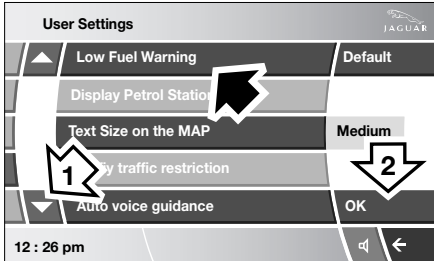 User Settings
JAGUAR
Low Fuel Warning
Default
Display Petrol
Text Size on the MAP
Medium
1
traffic restriction
2
Auto voice guidance
OK
12 : 26 pm